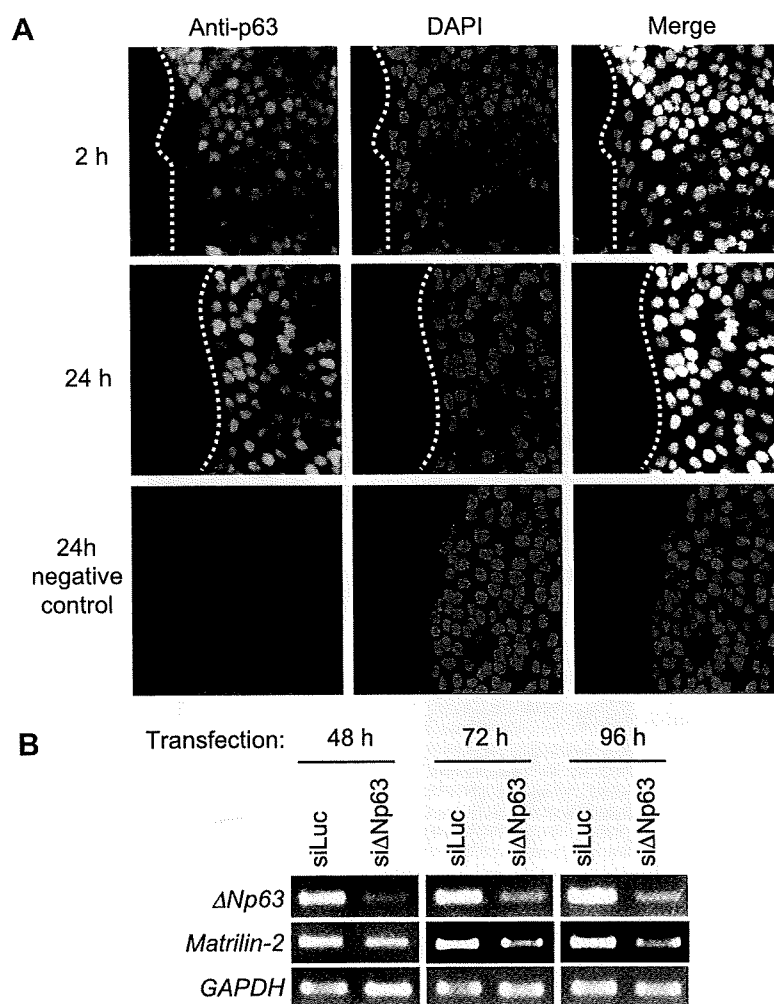 A
Anti-p63 DAPI Merge
2 h
24 h
24h
negative
control
B
Transfection: 48 h 72 h 96 h
siLuc siΔNp63 siLuc siΔNp63 siLuc siΔNp63
ΔNp63
Matrilin-2
GAPDH